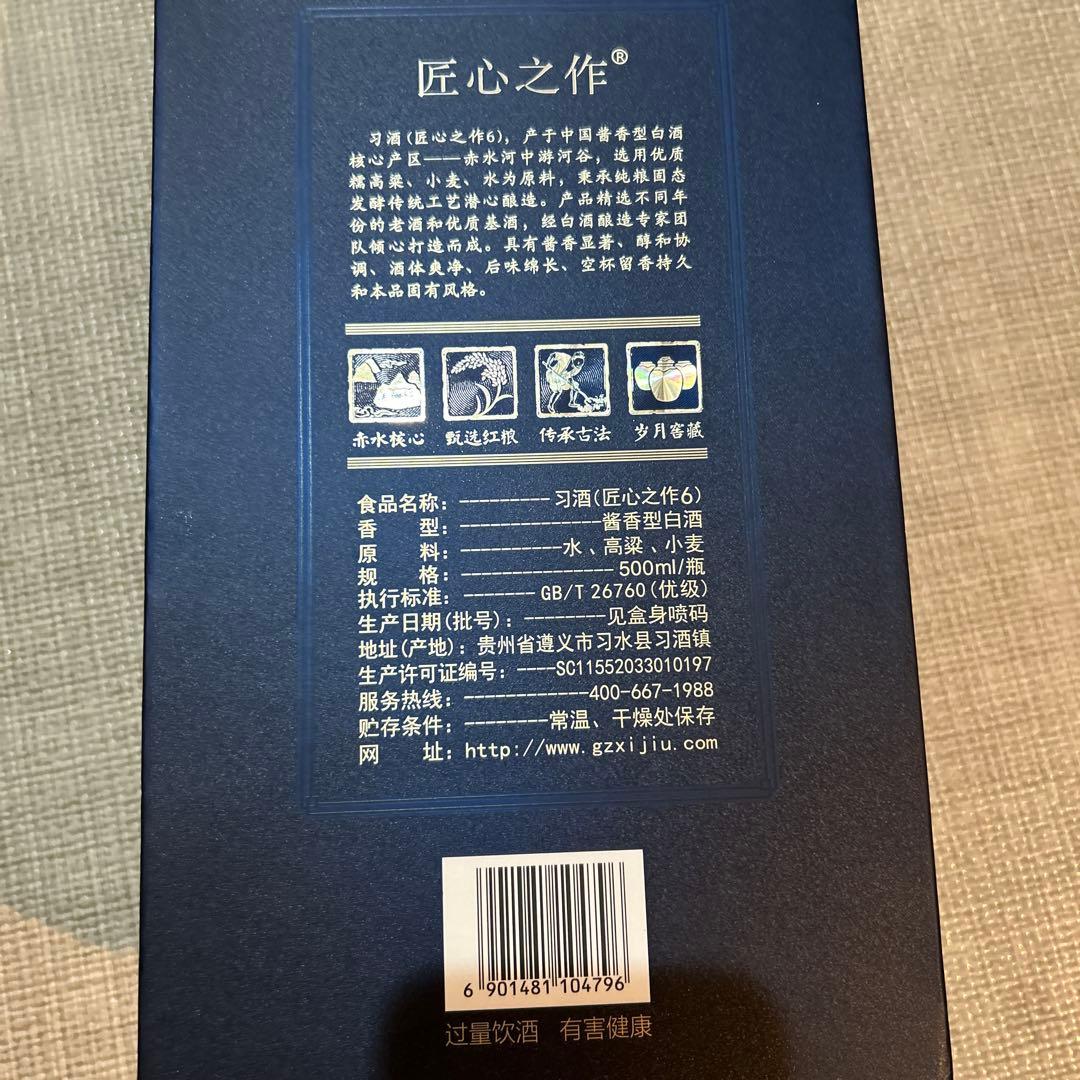 匠心之作®
习酒(匠心之作6)，产于中国酱香型白酒
核心产区——赤水河中游河谷，选用优质
糯高粱、小麦、水为原料，秉承纯粮固态
发酵传统工艺潜心酿造。产品精选不同年
份的老酒和优质基酒，经白酒酿造专家团
队倾心打造而成。具有酱香显著、醇和协
调、酒体爽净、后味绵长、空杯留香持久
和本品固有风格。
赤水核心 甄选红粮 传承古法 岁月窖藏
食品名称：---------习酒(匠心之作6)
香 型：--------------酱香型白酒
原 料：----------水、高粱、小麦
规 格：---------------500ml/瓶
执行标准：-------GB/T 26760(优级)
生产日期(批号)：--------见盒身喷码
地址(产地)：贵州省遵义市习水县习酒镇
生产许可证编号：----SC11552033010197
服务热线：------------400-667-1988
贮存条件：--------常温、干燥处保存
网 址：http://www.gzxijiu.com
6 901481 104796
过量饮酒 有害健康